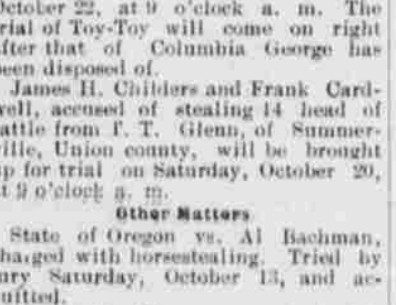 October 22, at 9 o'clock a. m. The
trial of Toy-Toy will come on right
after that of Columbia George has
been disposed of.
James H. Childers and Frank Card-
well, accused of stealing 14 head of
cattle from T. Glenn, of Summer-
ville, Union county, will be brought
up for trial on Saturday, October 20,
at 9 o'clock a. m.
Other Matters
State of Oregon vs. Al Bachman,
charged with horsestealing. Tried by
jury Saturday, October 13, and ac-
quitted.